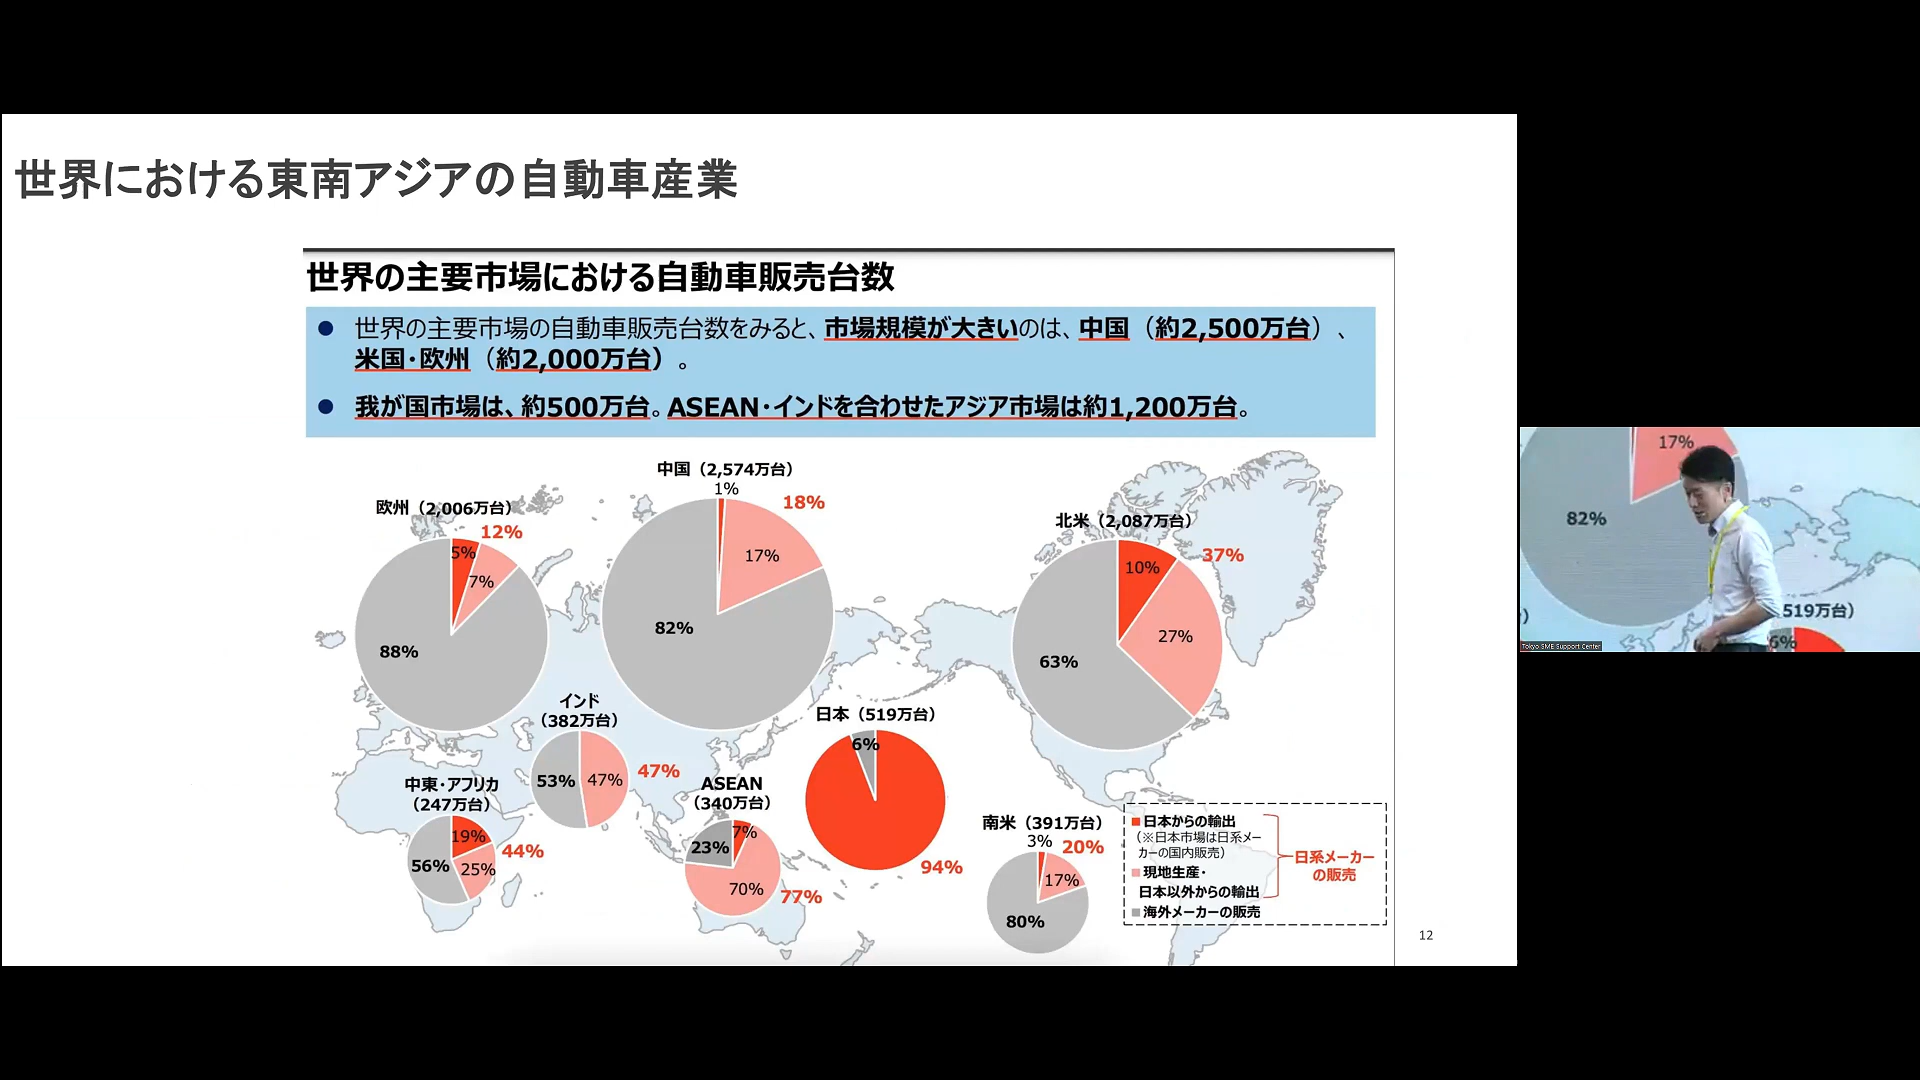 世界における東南アジアの自動車産業
世界の主要市場における自動車販売台数
● 世界の主要市場の自動車販売台数をみると、市場規模が大きいのは、中国（約2,500万台）、
米国・欧州（約2,000万台）。
● 我が国市場は、約500万台。ASEAN・インドを合わせたアジア市場は約1,200万台。
欧州（2,006万台）
12%
5%
7%
88%
中国（2,574万台）
1%
18%
17%
82%
北米（2,087万台）
37%
10%
27%
63%
インド
（382万台）
53%
47%
47%
日本（519万台）
6%
94%
中東・アフリカ
（247万台）
19%
44%
56%
25%
ASEAN
（340万台）
7%
23%
70%
77%
南米（391万台）
3%
20%
17%
80%
■日本からの輸出
（※日本市場は日系メー
カーの国内販売）
■現地生産・
日本以外からの輸出
■海外メーカーの販売
日系メーカー
の販売
12
17%
82%
519万台）
）
6%
Tokyo SME Support Center